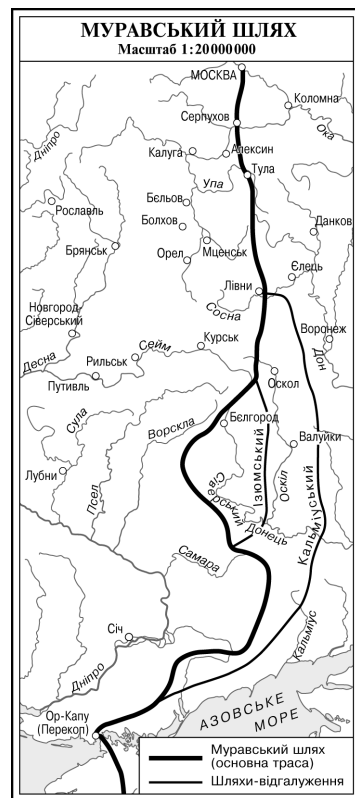 МУРАВСЬКИЙ ШЛЯХ
Масштаб 1:20000000
МОСКВА
Коломна
Серпухов
Ока
Дніпро
Калуга
Алексин
Тула
Упа
Рославль
Бєльов
Болхов
Мценськ
Данков
Брянськ
Орел
Єлець
Лівни
Сосна
Новгород-
Сіверський
Воронеж
Дон
Десна
Сейм
Курськ
Рильськ
Путивль
Оскол
Сула
Ворскла
Бєлгород
Валуйки
Лубни
Псел
Сіверський
Донець
Ізюмський
Оскіл
Кальміуський
Самара
Січ
Кальміус
Дніпро
Ор-Капу
(Перекоп)
АЗОВСЬКЕ
МОРЕ
Муравський шлях
(основна траса)
Шляхи-відгалуження